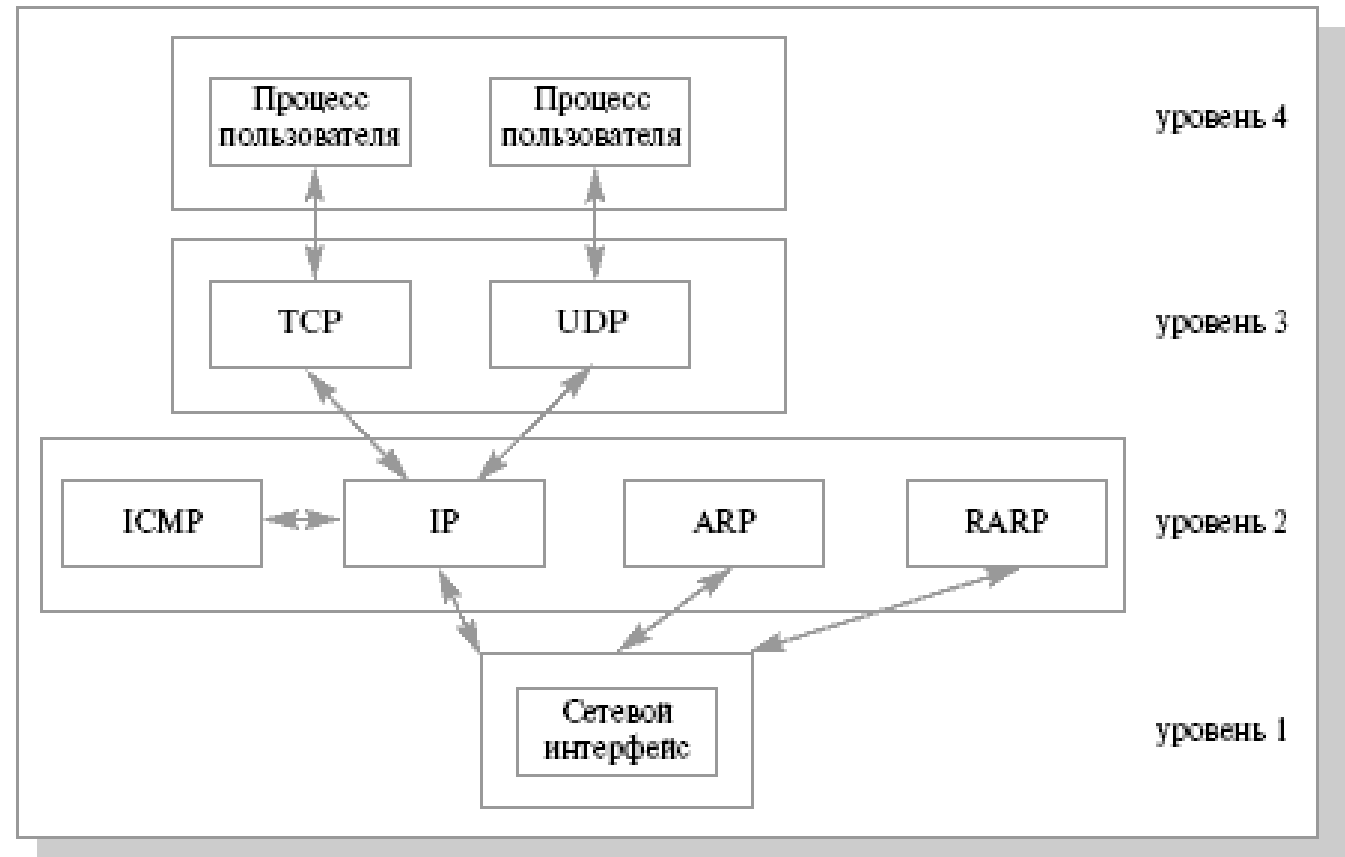 Процесс
пользователя
Процесс
пользователя
уровень 4
TCP
UDP
уровень 3
ICMP
IP
ARP
RARP
уровень 2
Сетевой
интерфейс
уровень 1